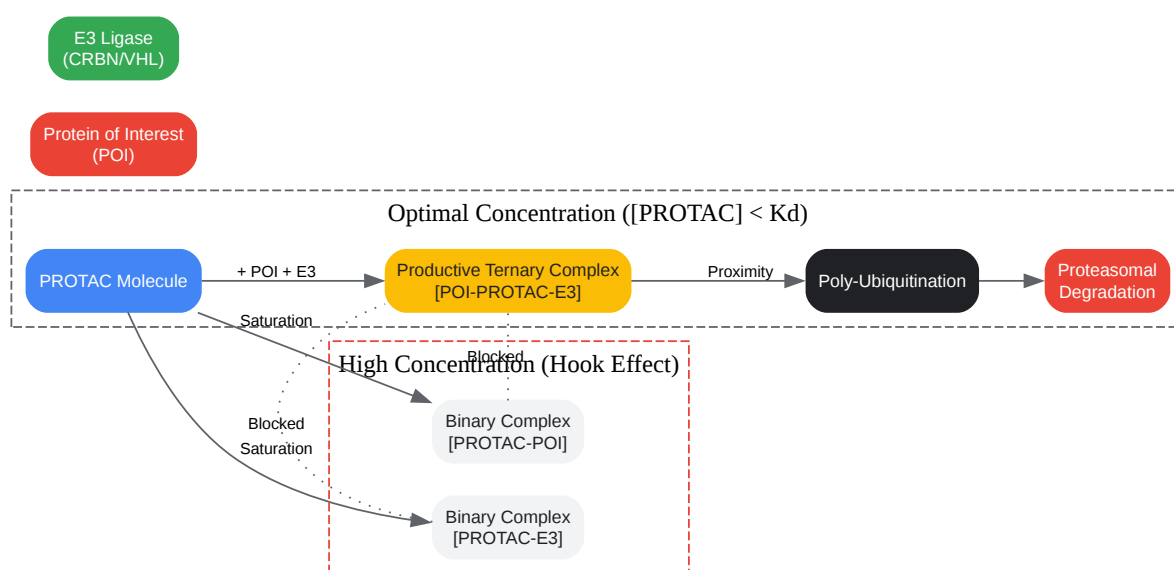 E3 Ligase
(CRBN/VHL)
Protein of Interest
(POI)
Optimal Concentration ([PROTAC] < Kd)
PROTAC Molecule
+ POI + E3
Productive Ternary Complex
[POI-PROTAC-E3]
Proximity
Poly-Ubiquitination
Proteasomal
Degradation
Saturation
Blocked
High Concentration (Hook Effect)
Binary Complex
[PROTAC-POI]
Blocked
Saturation
Binary Complex
[PROTAC-E3]